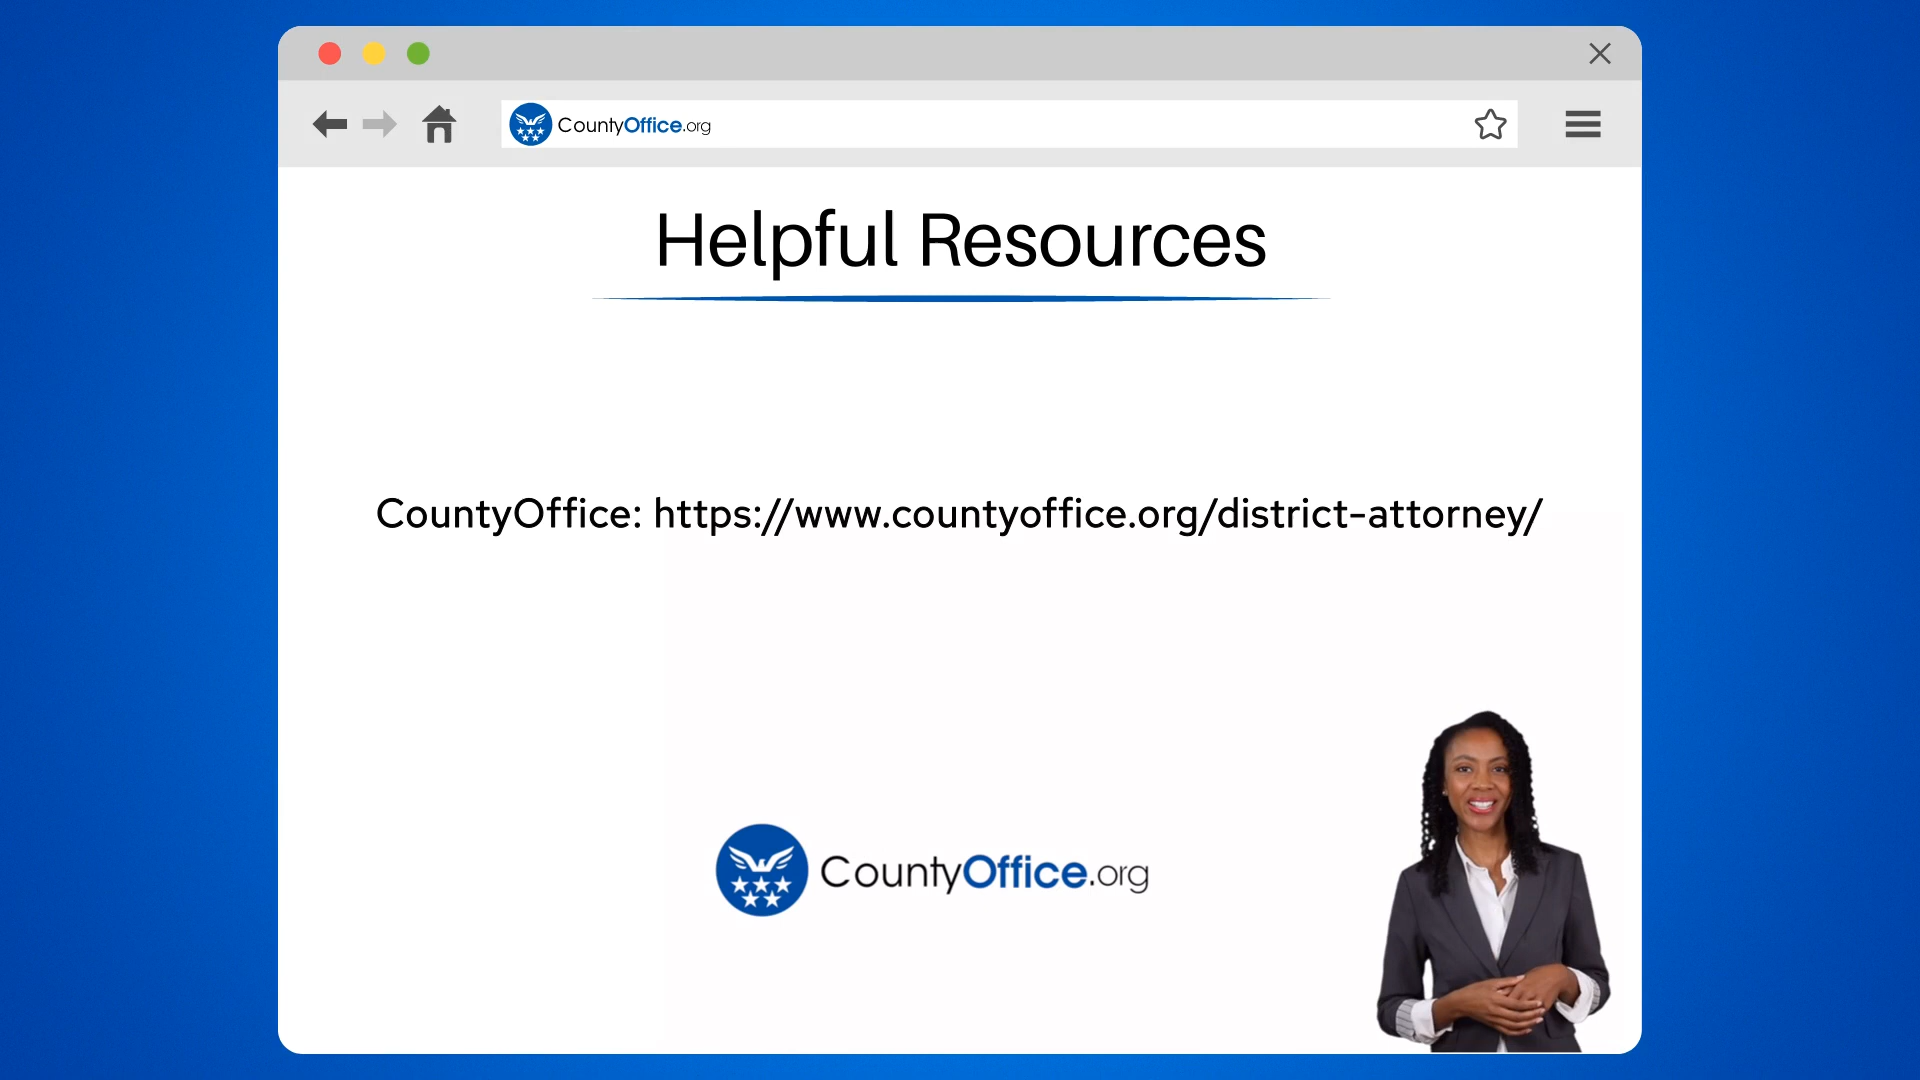 CountyOffice.org
Helpful Resources
CountyOffice: https://www.countyoffice.org/district-attorney/
CountyOffice.org